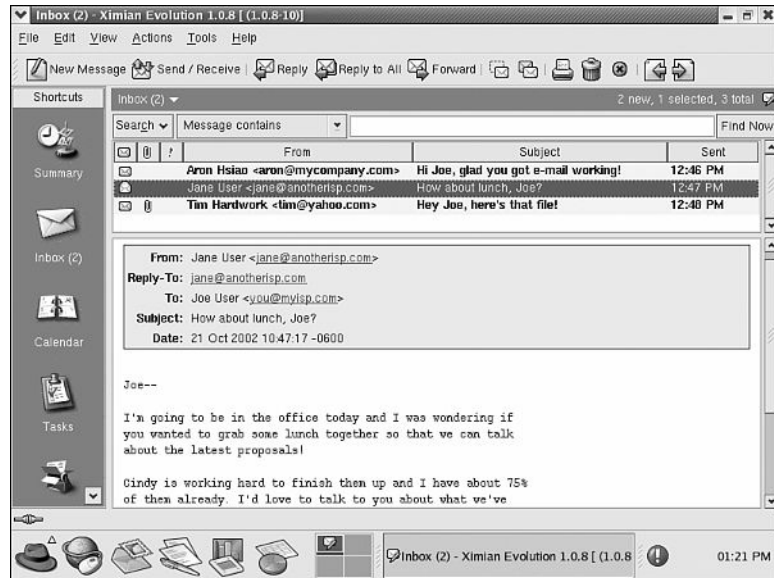 Inbox (2) - Ximian Evolution 1.0.8 [ (1.0.8-10)]
File Edit View Actions Tools Help
New Message Send / Receive Reply Reply to All Forward
Shortcuts
Inbox (2)
2 new, 1 selected, 3 total
Search Message contains Find Now
! From Subject Sent
Aron Hsiao <aron@mycompany.com> Hi Joe, glad you got e-mail working! 12:46 PM
Jane User <jane@anotherisp.com> How about lunch, Joe? 12:47 PM
Tim Hardwork <tim@yahoo.com> Hey Joe, here's that file! 12:48 PM
Summary
Inbox (2)
Calendar
Tasks
From: Jane User <jane@anotherisp.com>
Reply-To: jane@anotherisp.com
To: Joe User <you@myisp.com>
Subject: How about lunch, Joe?
Date: 21 Oct 2002 10:47:17 -0600
Joe--
I'm going to be in the office today and I was wondering if
you wanted to grab some lunch together so that we can talk
about the latest proposals!
Cindy is working hard to finish them up and I have about 75%
of them already. I'd love to talk to you about what we've
Inbox (2) - Ximian Evolution 1.0.8 [ (1.0.8
01:21 PM